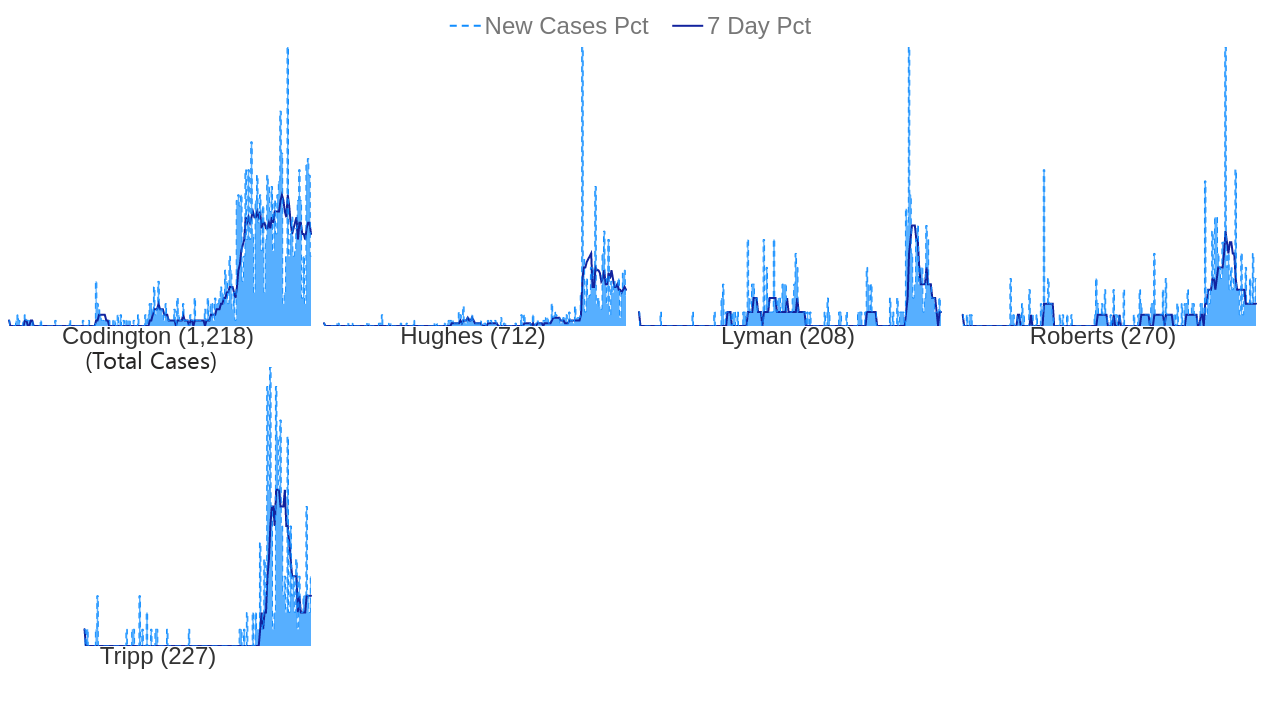 New Cases Pct 7 Day Pct
Codington (1,218) Hughes (712) Lyman (208) Roberts (270)
(Total Cases)
Tripp (227)